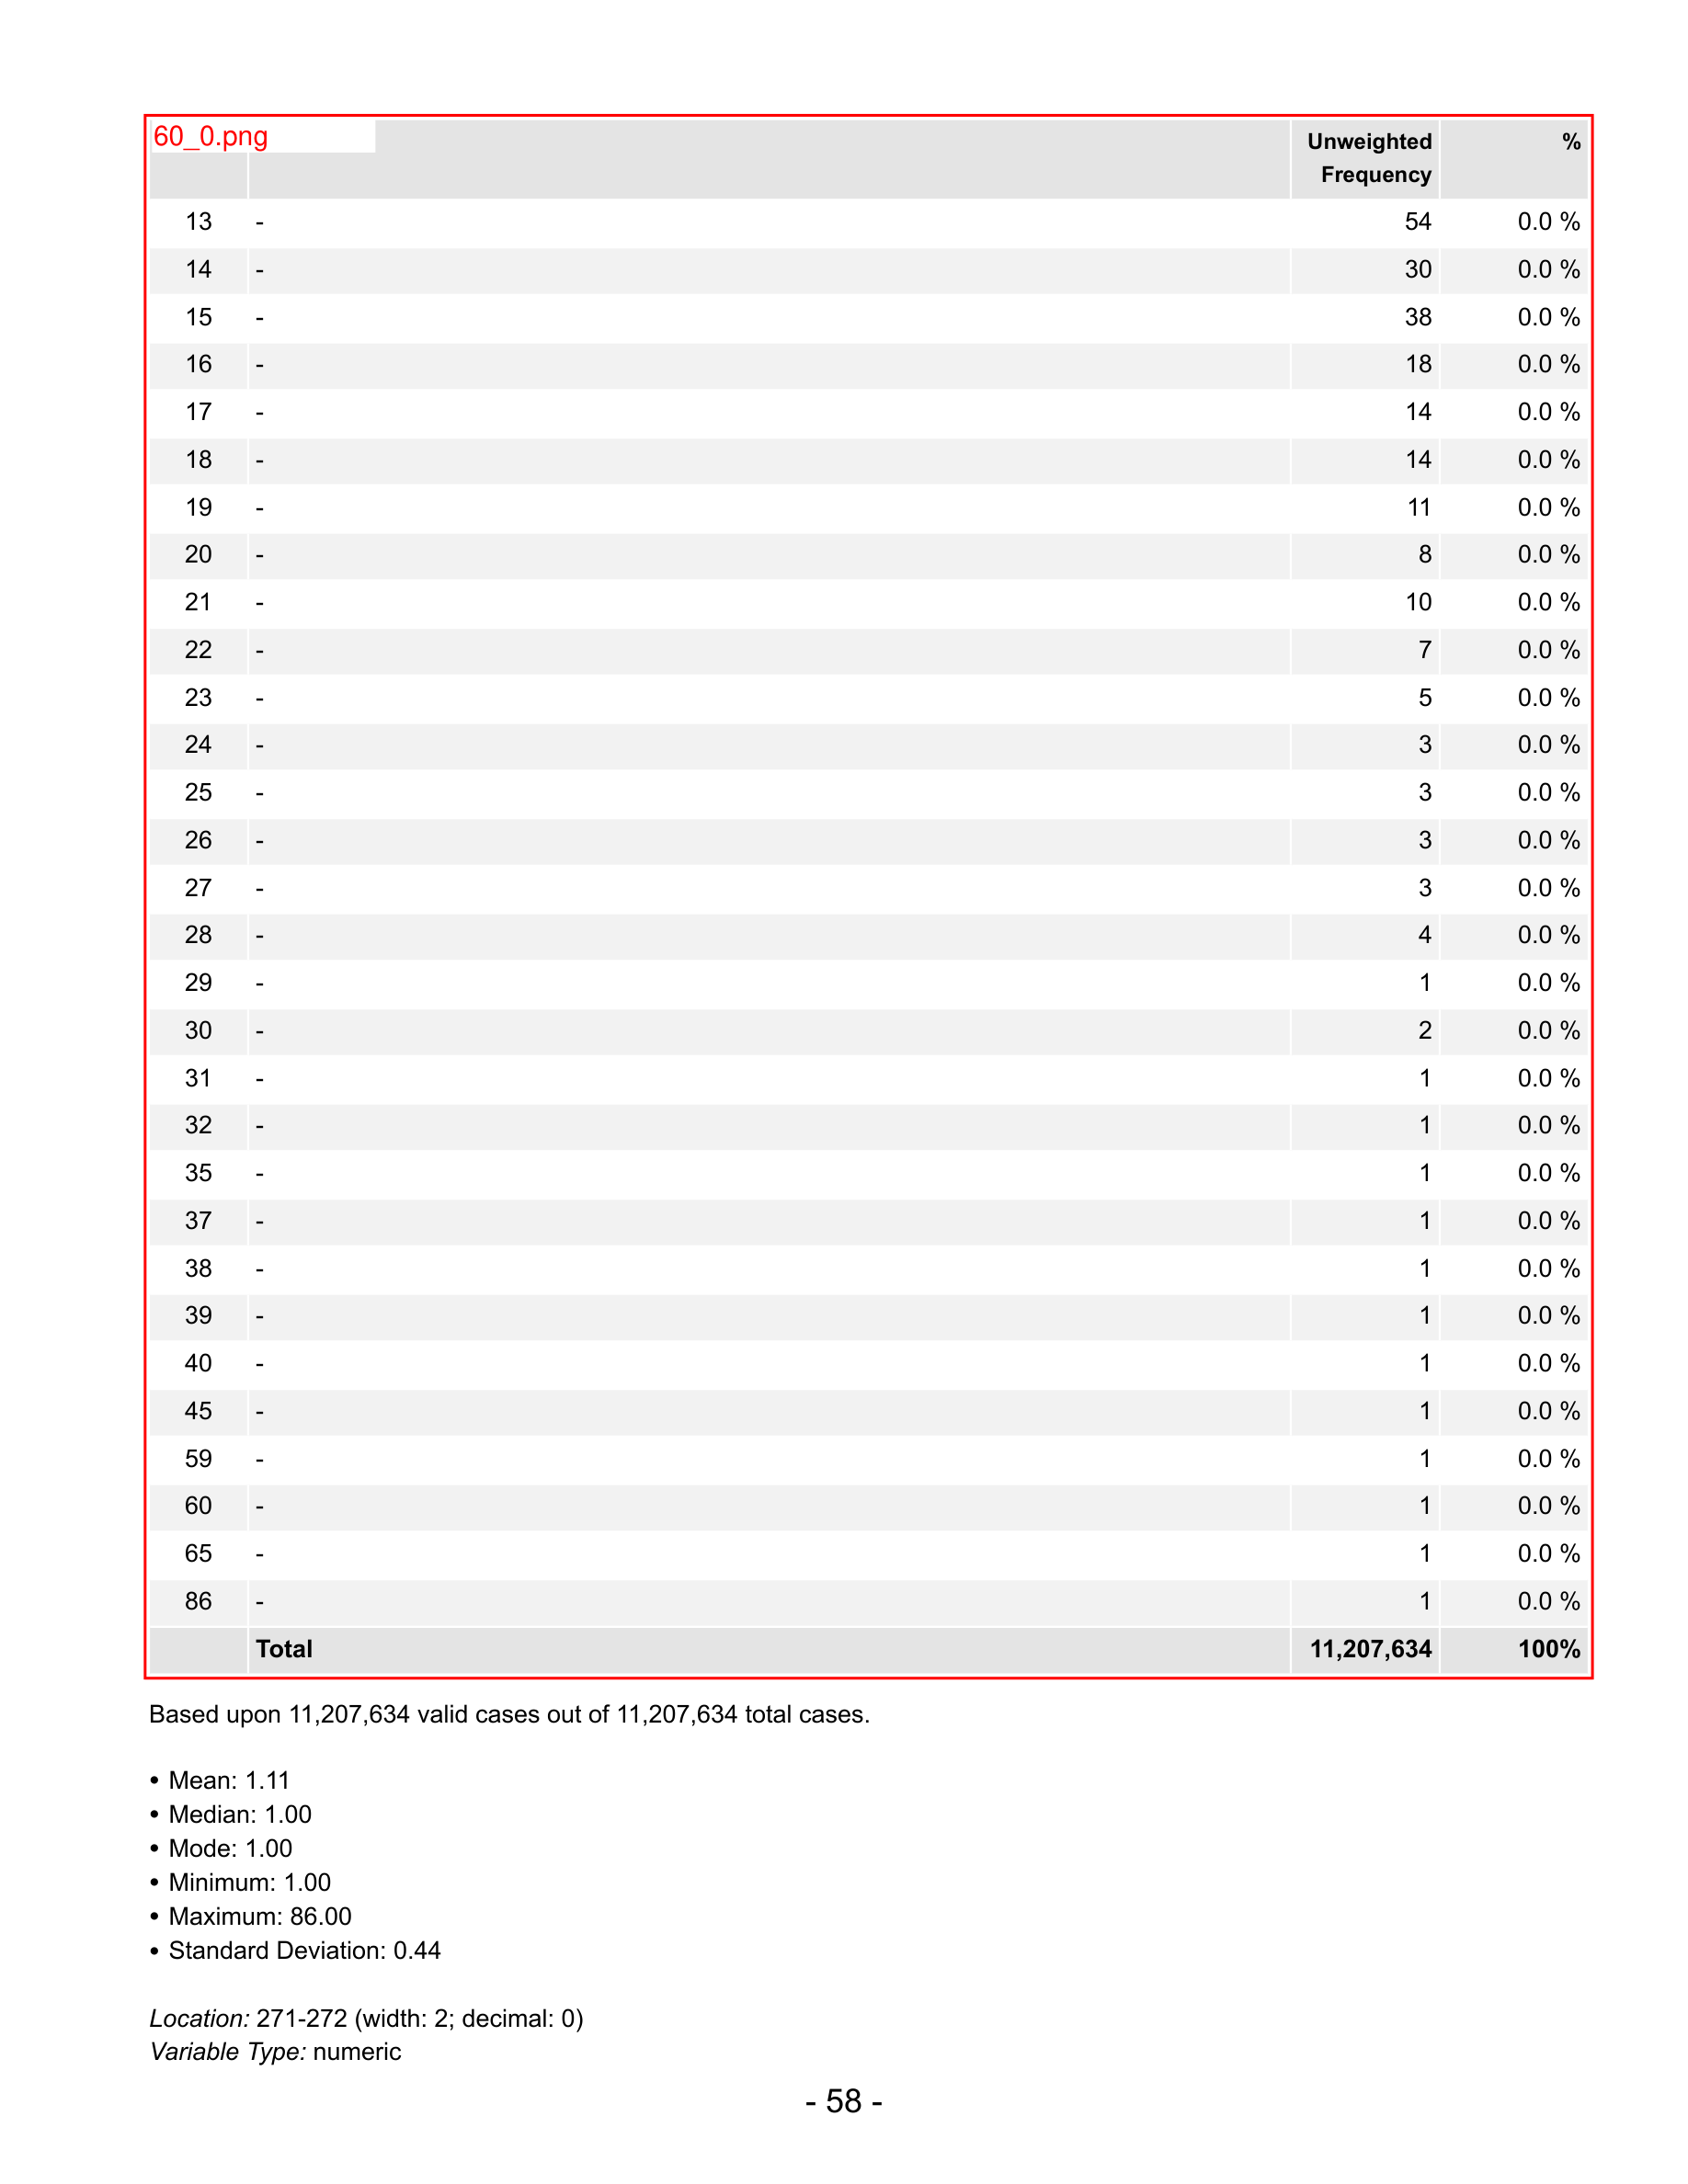 60_0.png
Unweighted Frequency %
13 - 54 0.0 %
14 - 30 0.0 %
15 - 38 0.0 %
16 - 18 0.0 %
17 - 14 0.0 %
18 - 14 0.0 %
19 - 11 0.0 %
20 - 8 0.0 %
21 - 10 0.0 %
22 - 7 0.0 %
23 - 5 0.0 %
24 - 3 0.0 %
25 - 3 0.0 %
26 - 3 0.0 %
27 - 3 0.0 %
28 - 4 0.0 %
29 - 1 0.0 %
30 - 2 0.0 %
31 - 1 0.0 %
32 - 1 0.0 %
35 - 1 0.0 %
37 - 1 0.0 %
38 - 1 0.0 %
39 - 1 0.0 %
40 - 1 0.0 %
45 - 1 0.0 %
59 - 1 0.0 %
60 - 1 0.0 %
65 - 1 0.0 %
86 - 1 0.0 %
Total 11,207,634 100%
Based upon 11,207,634 valid cases out of 11,207,634 total cases.
• Mean: 1.11
• Median: 1.00
• Mode: 1.00
• Minimum: 1.00
• Maximum: 86.00
• Standard Deviation: 0.44
Location: 271-272 (width: 2; decimal: 0)
Variable Type: numeric
- 58 -